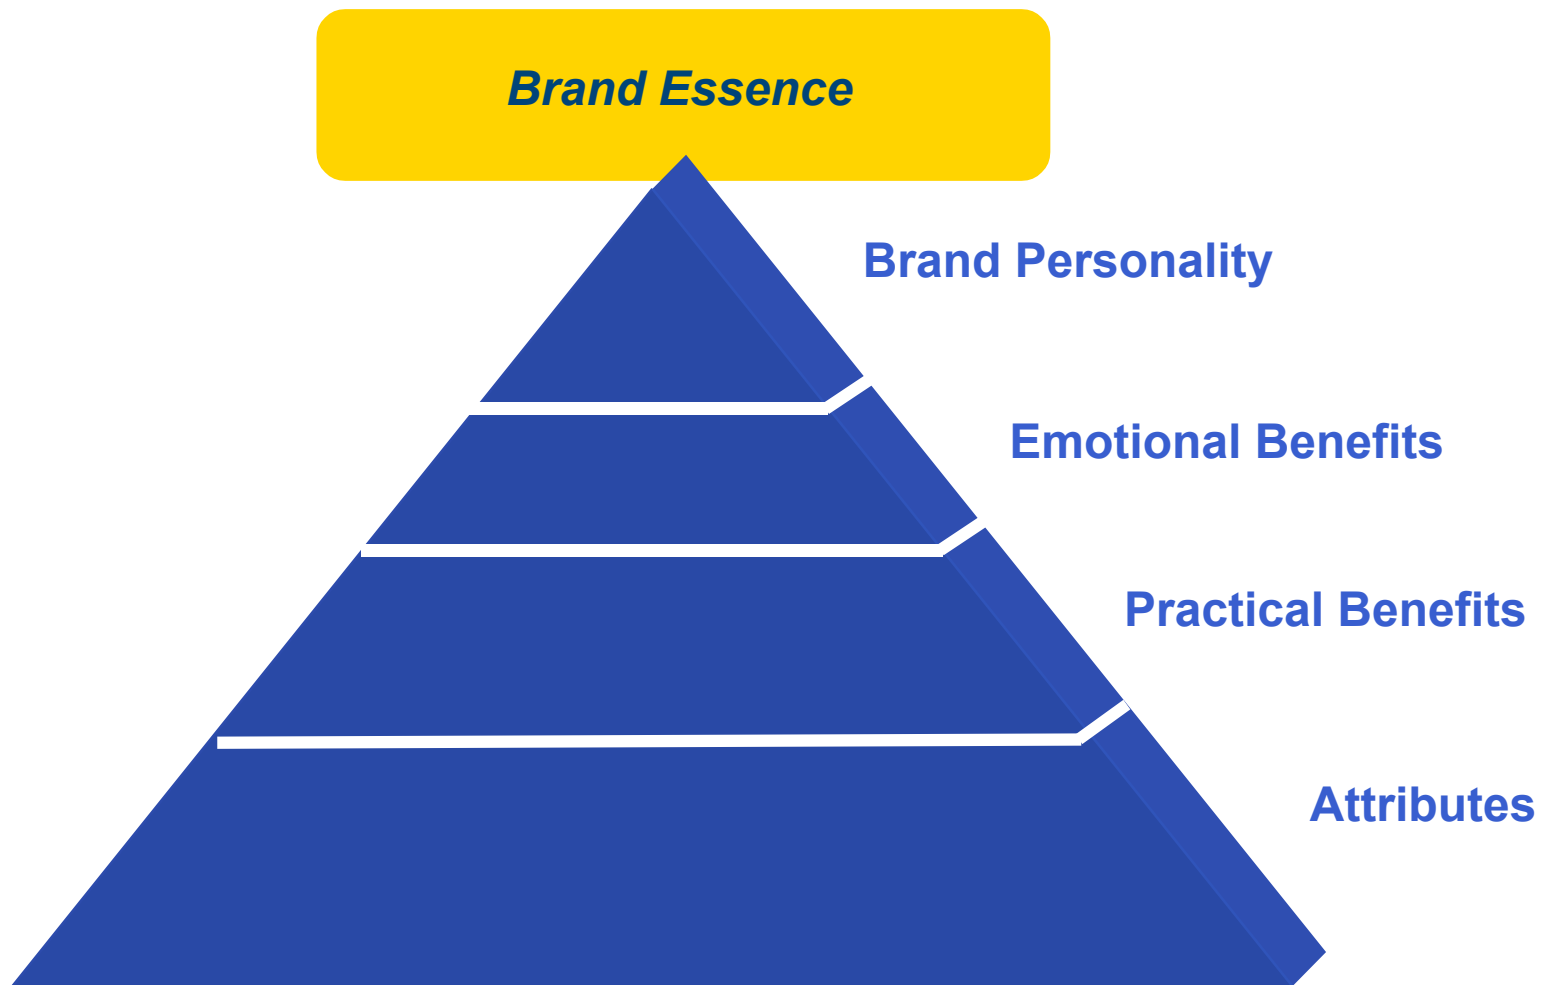 Brand Essence
Brand Personality
Emotional Benefits
Practical Benefits
Attributes